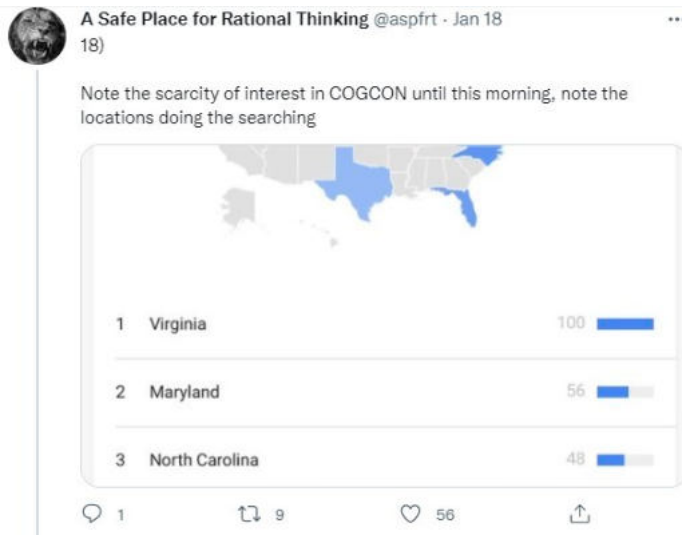 A Safe Place for Rational Thinking @aspfrt · Jan 18
18)
Note the scarcity of interest in COGCON until this morning, note the
locations doing the searching
1 Virginia 100
2 Maryland 56
3 North Carolina 48
1 9 56